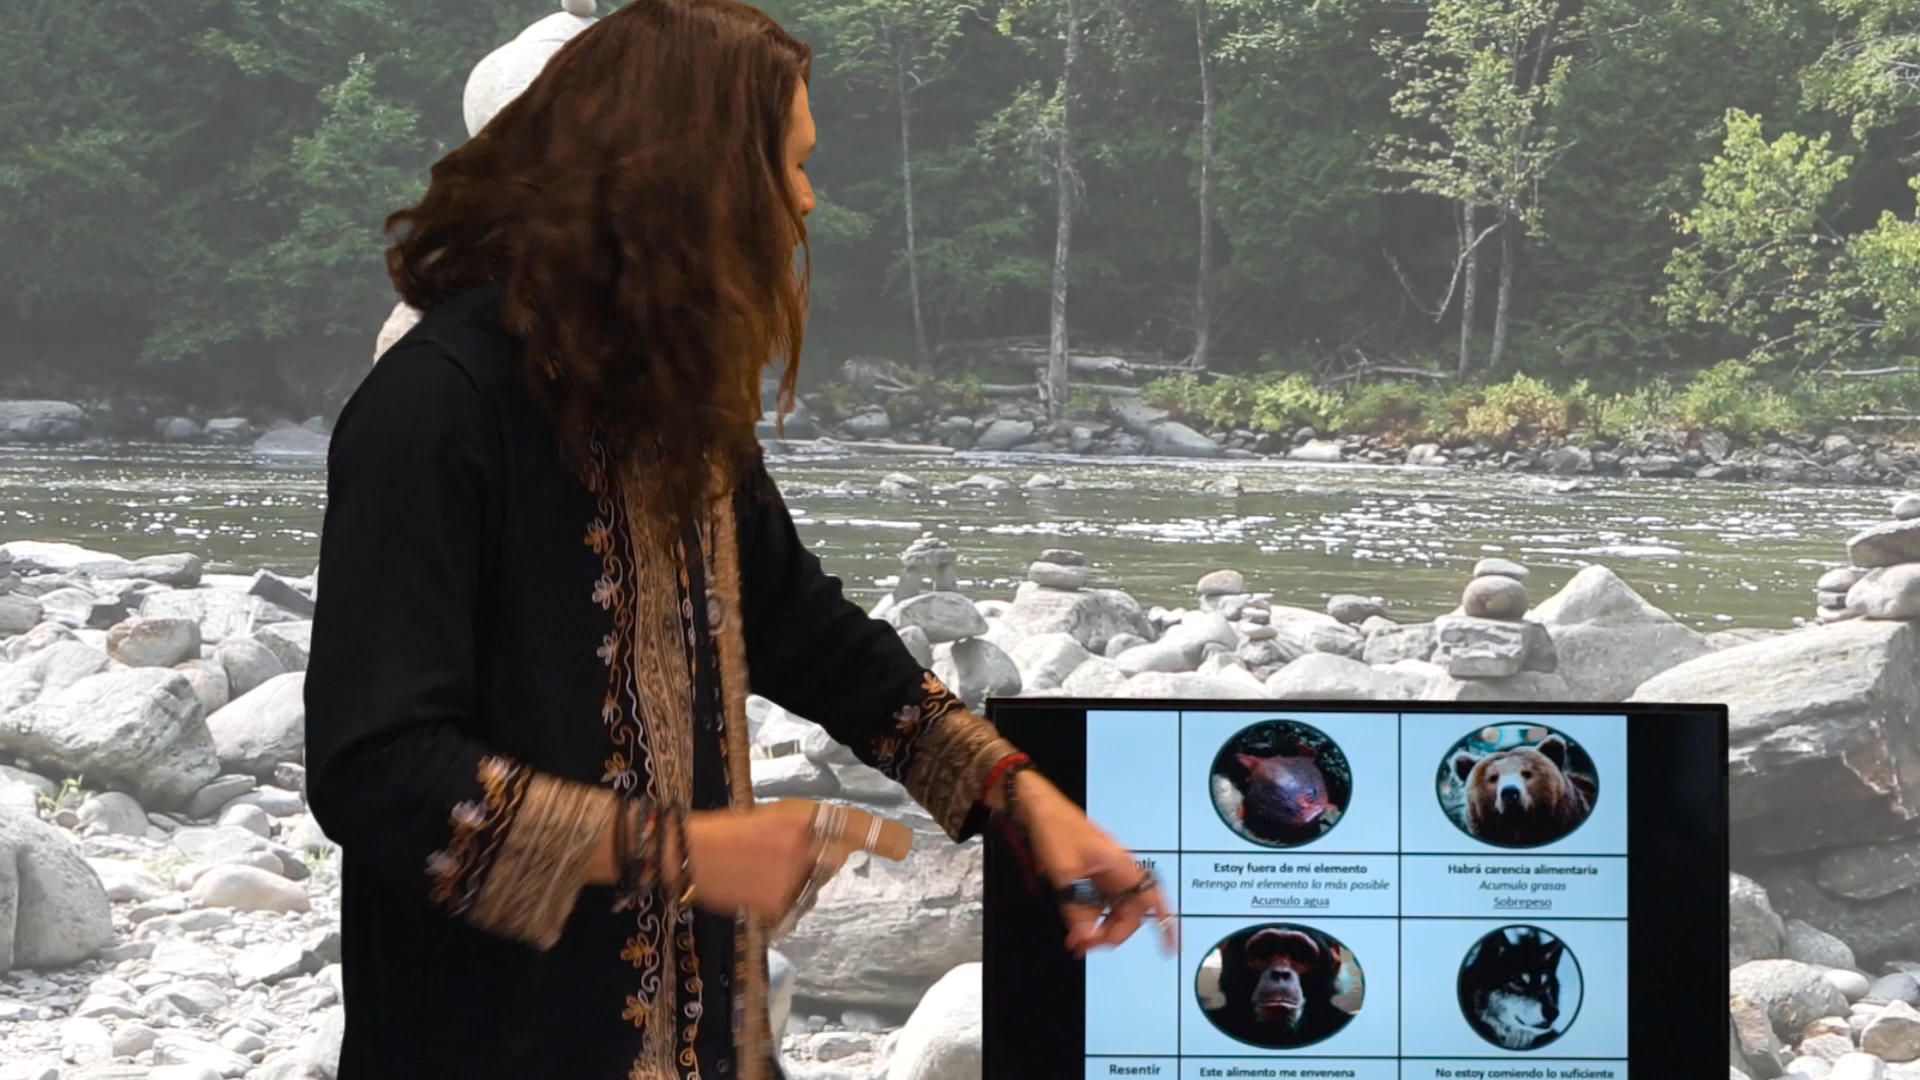 Estoy fuera de mi elemento
Retengo mi elemento lo más posible
Acumulo agua
Habrá carencia alimentaria
Acumulo grasas
Sobrepeso
Resentir
Este alimento me envenena
No estoy comiendo lo suficiente